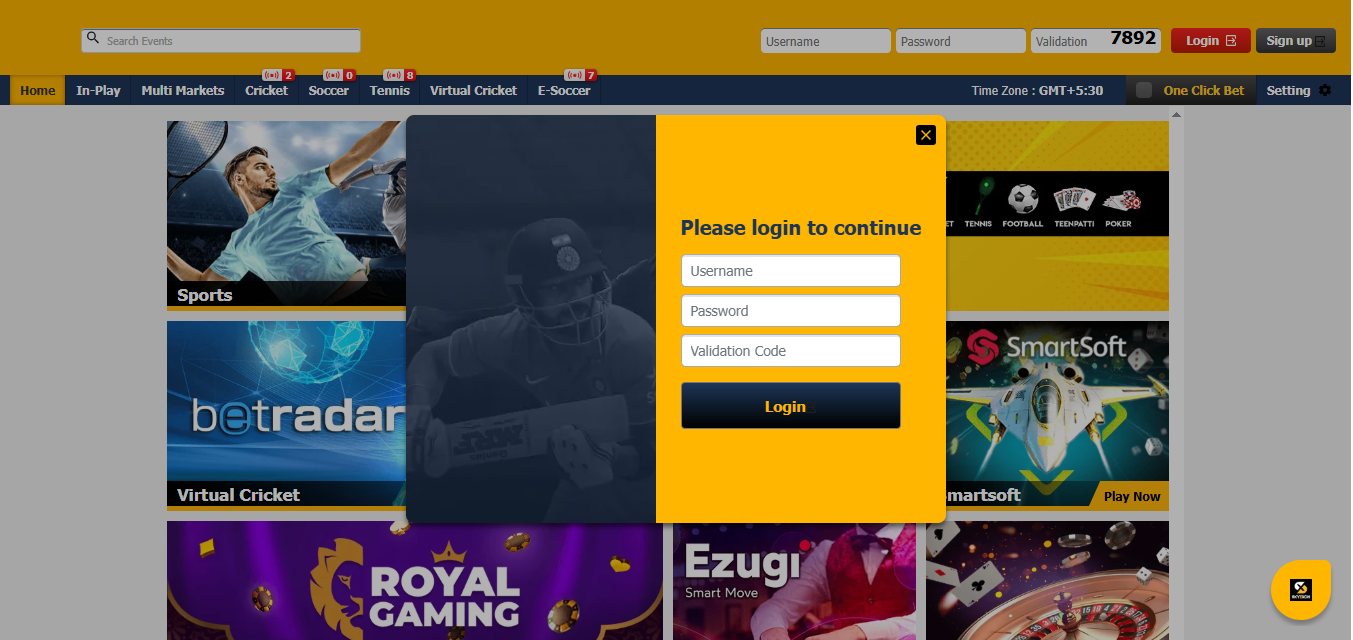 Search Events
Username
Password
Validation 7892
Login
Sign up
Home
In-Play
Multi Markets
Cricket 2
Soccer 0
Tennis 8
Virtual Cricket
E-Soccer 7
Time Zone : GMT+5:30
One Click Bet
Setting
Please login to continue
Username
Password
Validation Code
Login
TENNIS
FOOTBALL
TEENPATTI
POKER
Sports
betradar
Virtual Cricket
SmartSoft
martsoft
Play Now
ROYAL
GAMING
Ezugi
Smart Move